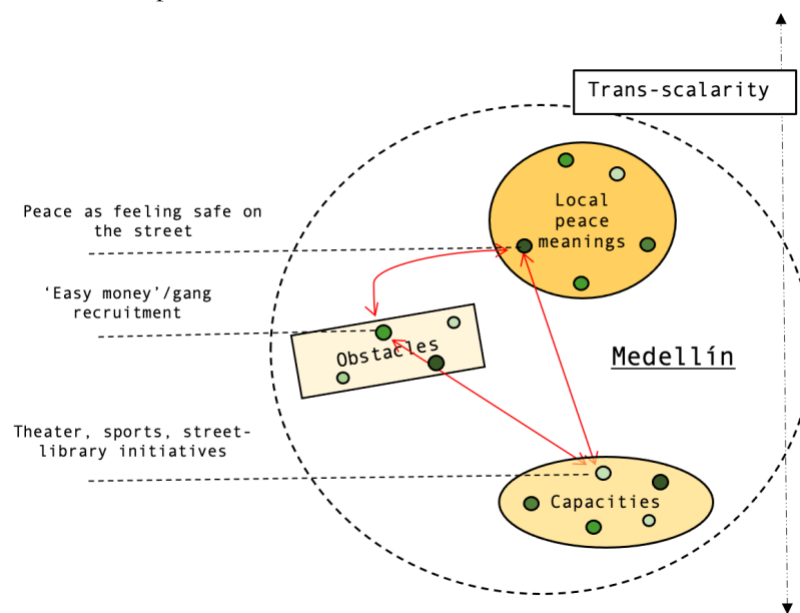 Trans-scalarity
Local
peace
meanings
Peace as feeling safe on
the street
‘Easy money’/gang
recruitment
Obstacles
Medellín
Theater, sports, street-
library initiatives
Capacities